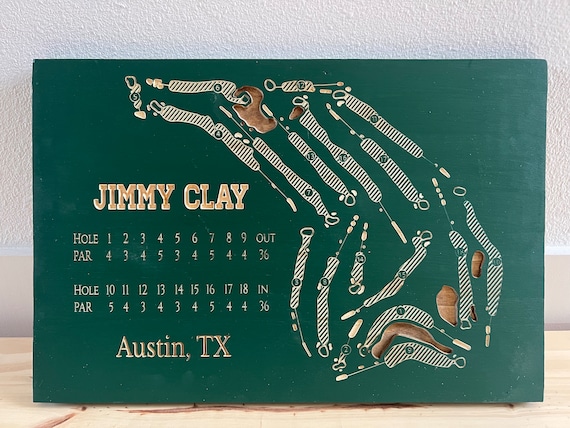 JIMMY CLAY
HOLE 1 2 3 4 5 6 7 8 9 OUT
PAR 4 3 4 5 3 5 4 4 4 36
HOLE 10 11 12 13 14 15 16 17 18 IN
PAR 5 4 3 4 3 4 5 4 4 36
Austin, TX